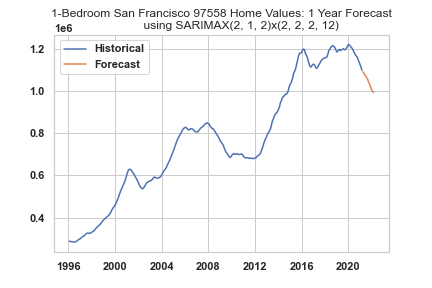 1-Bedroom San Francisco 97558 Home Values: 1 Year Forecast
using SARIMAX(2, 1, 2)x(2, 2, 2, 12)
1e6
Historical
Forecast
1.2
1.0
0.8
0.6
0.4
1996 2000 2004 2008 2012 2016 2020